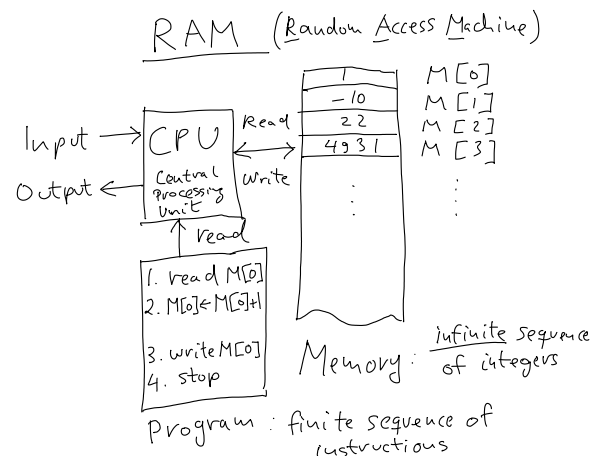 RAM (Random Access Machine)
1 M[0]
-10 M[1]
22 M[2]
4931 M[3]
Input
Output
CPU
Central
Processing
Unit
Read
Write
read
1. read M[0]
2. M[0]←M[0]+1
3. write M[0]
4. stop
Memory : infinite sequence
of integers
Program : finite sequence of
instructions